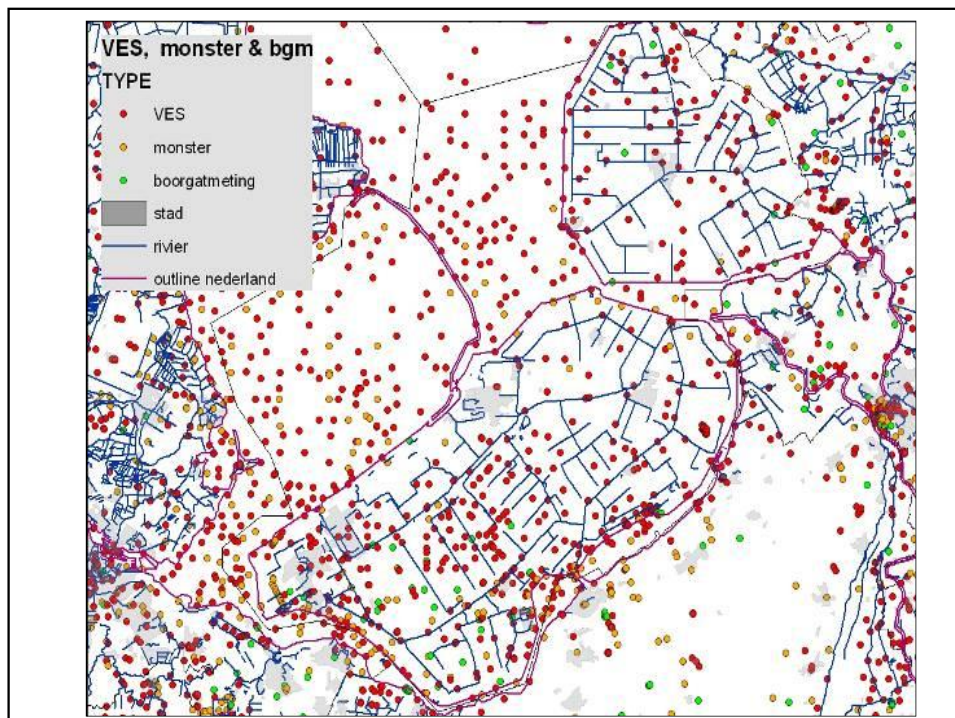 VES, monster & bgm
TYPE
VES
monster
boorgatmeting
stad
rivier
outline nederland